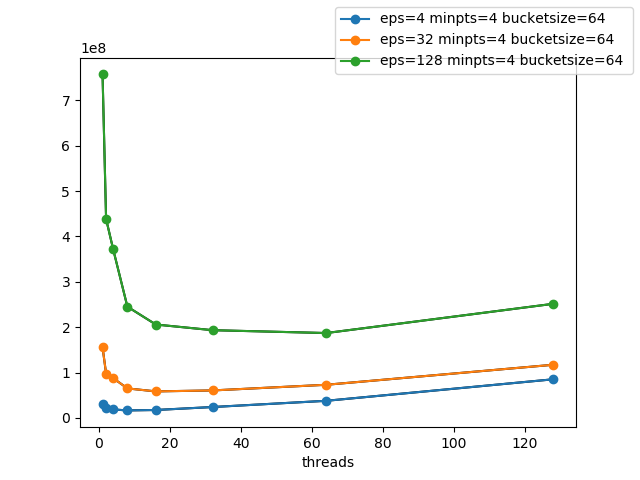 eps=4 minpts=4 bucketsize=64
eps=32 minpts=4 bucketsize=64
eps=128 minpts=4 bucketsize=64
1e8
7
6
5
4
3
2
1
0
0 20 40 60 80 100 120
threads